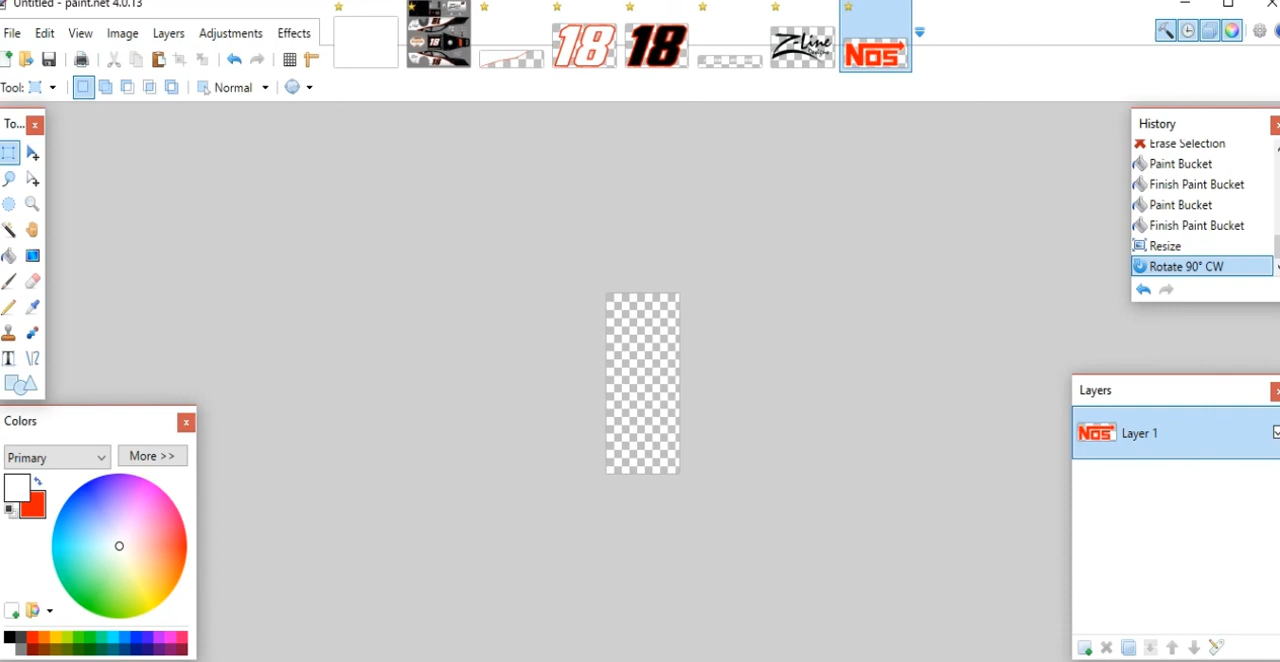 Untitled - paint.net 4.0.13
File Edit View Image Layers Adjustments Effects
18
18
Z-Line
NOS
Tool:
Normal
To...
History
Erase Selection
Paint Bucket
Finish Paint Bucket
Paint Bucket
Finish Paint Bucket
Resize
Rotate 90° CW
Colors
Primary
More >>
Layers
NOS
Layer 1